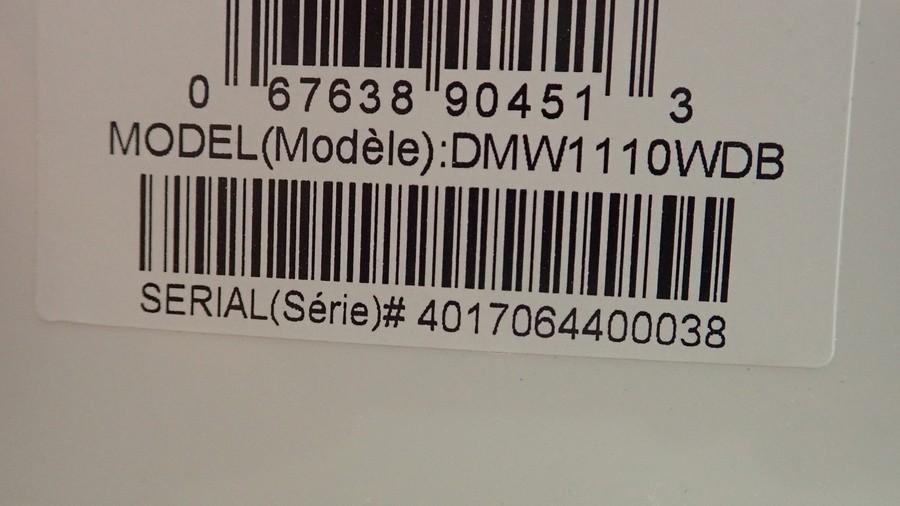 0 67638 90451 3
MODEL(Modèle):DMW1110WDB
SERIAL(Série)# 4017064400038